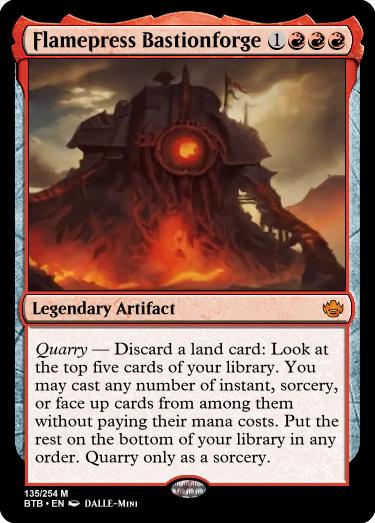 Flamepress Bastionforge 1
Legendary Artifact
Quarry — Discard a land card: Look at
the top five cards of your library. You
may cast any number of instant, sorcery,
or face up cards from among them
without paying their mana costs. Put the
rest on the bottom of your library in any
order. Quarry only as a sorcery.
135/254 M
BTB • EN DALLE-Mini